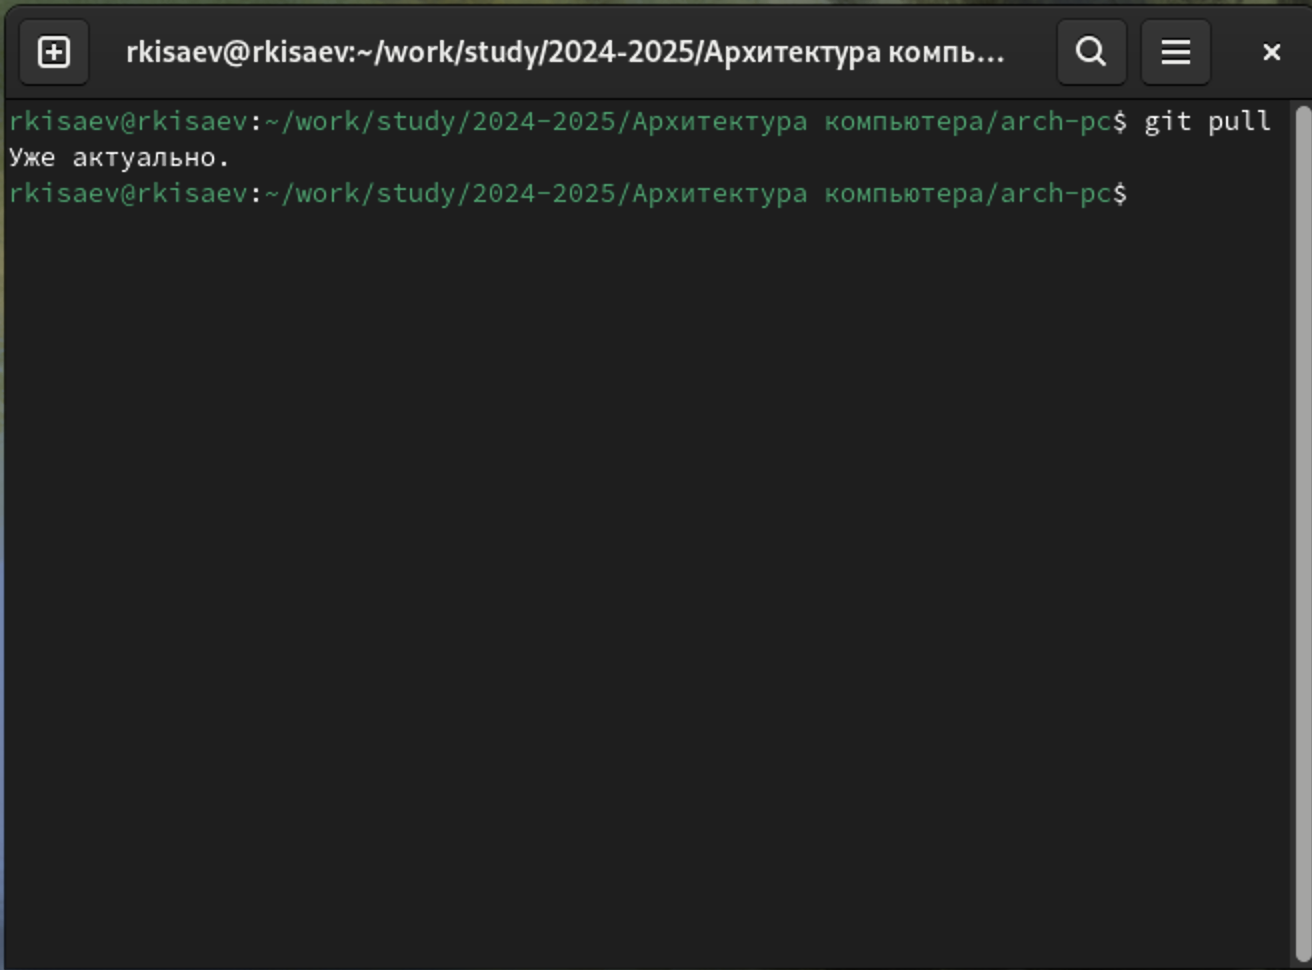 rkisaev@rkisaev:~/work/study/2024-2025/Архитектура компь…
rkisaev@rkisaev:~/work/study/2024-2025/Архитектура компьютера/arch-pc$ git pull
Уже актуально.
rkisaev@rkisaev:~/work/study/2024-2025/Архитектура компьютера/arch-pc$